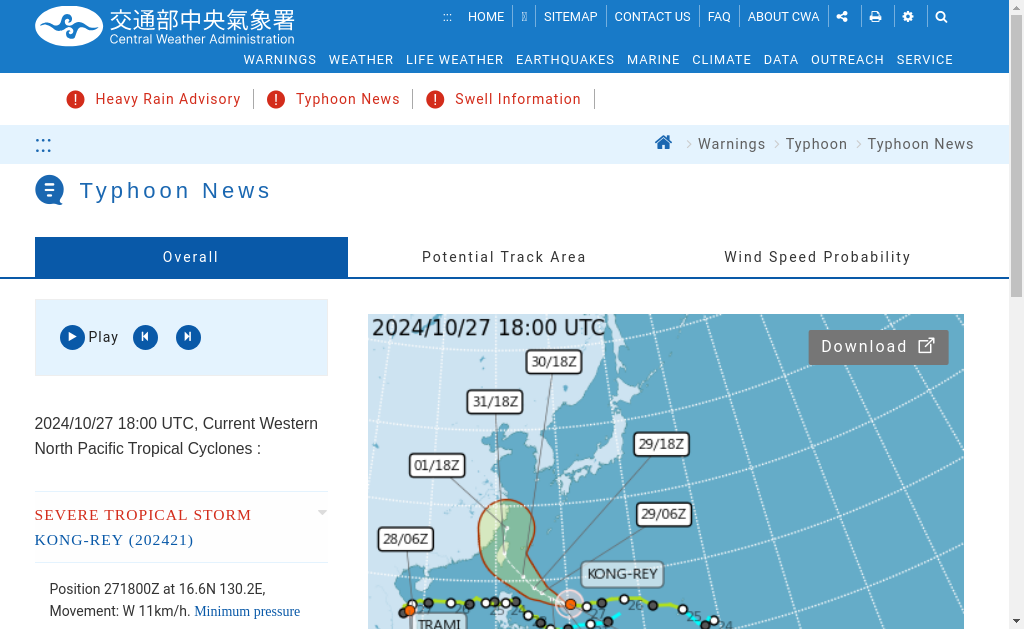 交通部中央氣象署
Central Weather Administration
::: HOME SITEMAP CONTACT US FAQ ABOUT CWA
WARNINGS WEATHER LIFE WEATHER EARTHQUAKES MARINE CLIMATE DATA OUTREACH SERVICE
Heavy Rain Advisory Typhoon News Swell Information
::: Warnings Typhoon Typhoon News
Typhoon News
Overall Potential Track Area Wind Speed Probability
Play
2024/10/27 18:00 UTC, Current Western
North Pacific Tropical Cyclones :
SEVERE TROPICAL STORM
KONG-REY (202421)
Position 271800Z at 16.6N 130.2E,
Movement: W 11km/h. Minimum pressure
2024/10/27 18:00 UTC
Download
30/18Z
31/18Z
29/18Z
01/18Z
29/06Z
28/06Z
KONG-REY
26
25
24
27
TRAMI